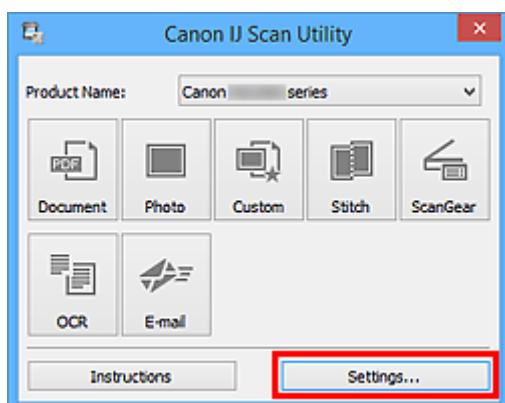 Canon IJ Scan Utility
Product Name: Canon series
PDF
Document Photo Custom Stitch ScanGear
OCR E-mail
Instructions Settings...